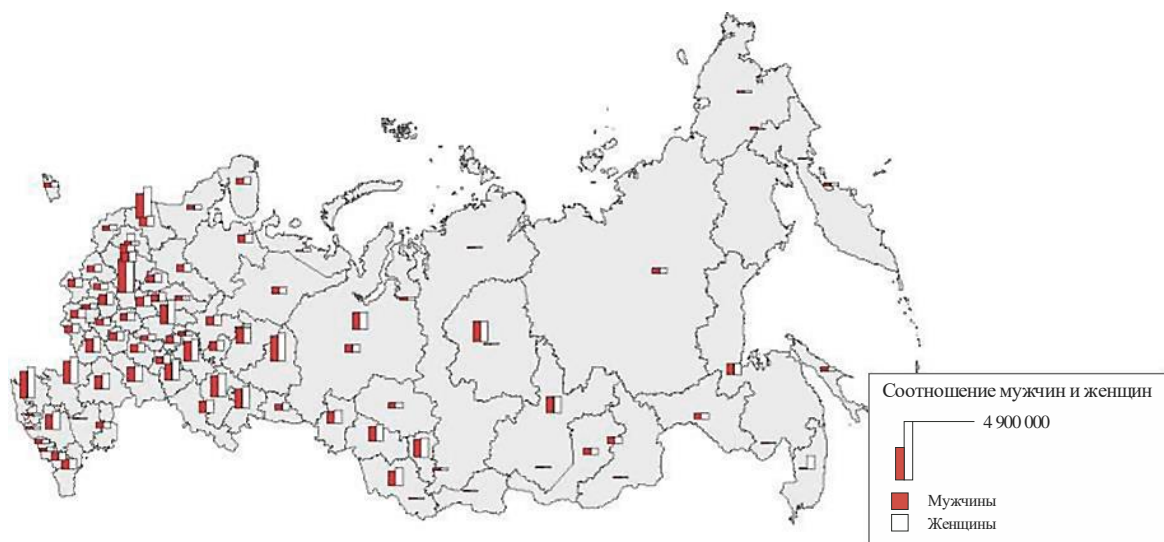 Соотношение мужчин и женщин
4 900 000
Мужчины
Женщины